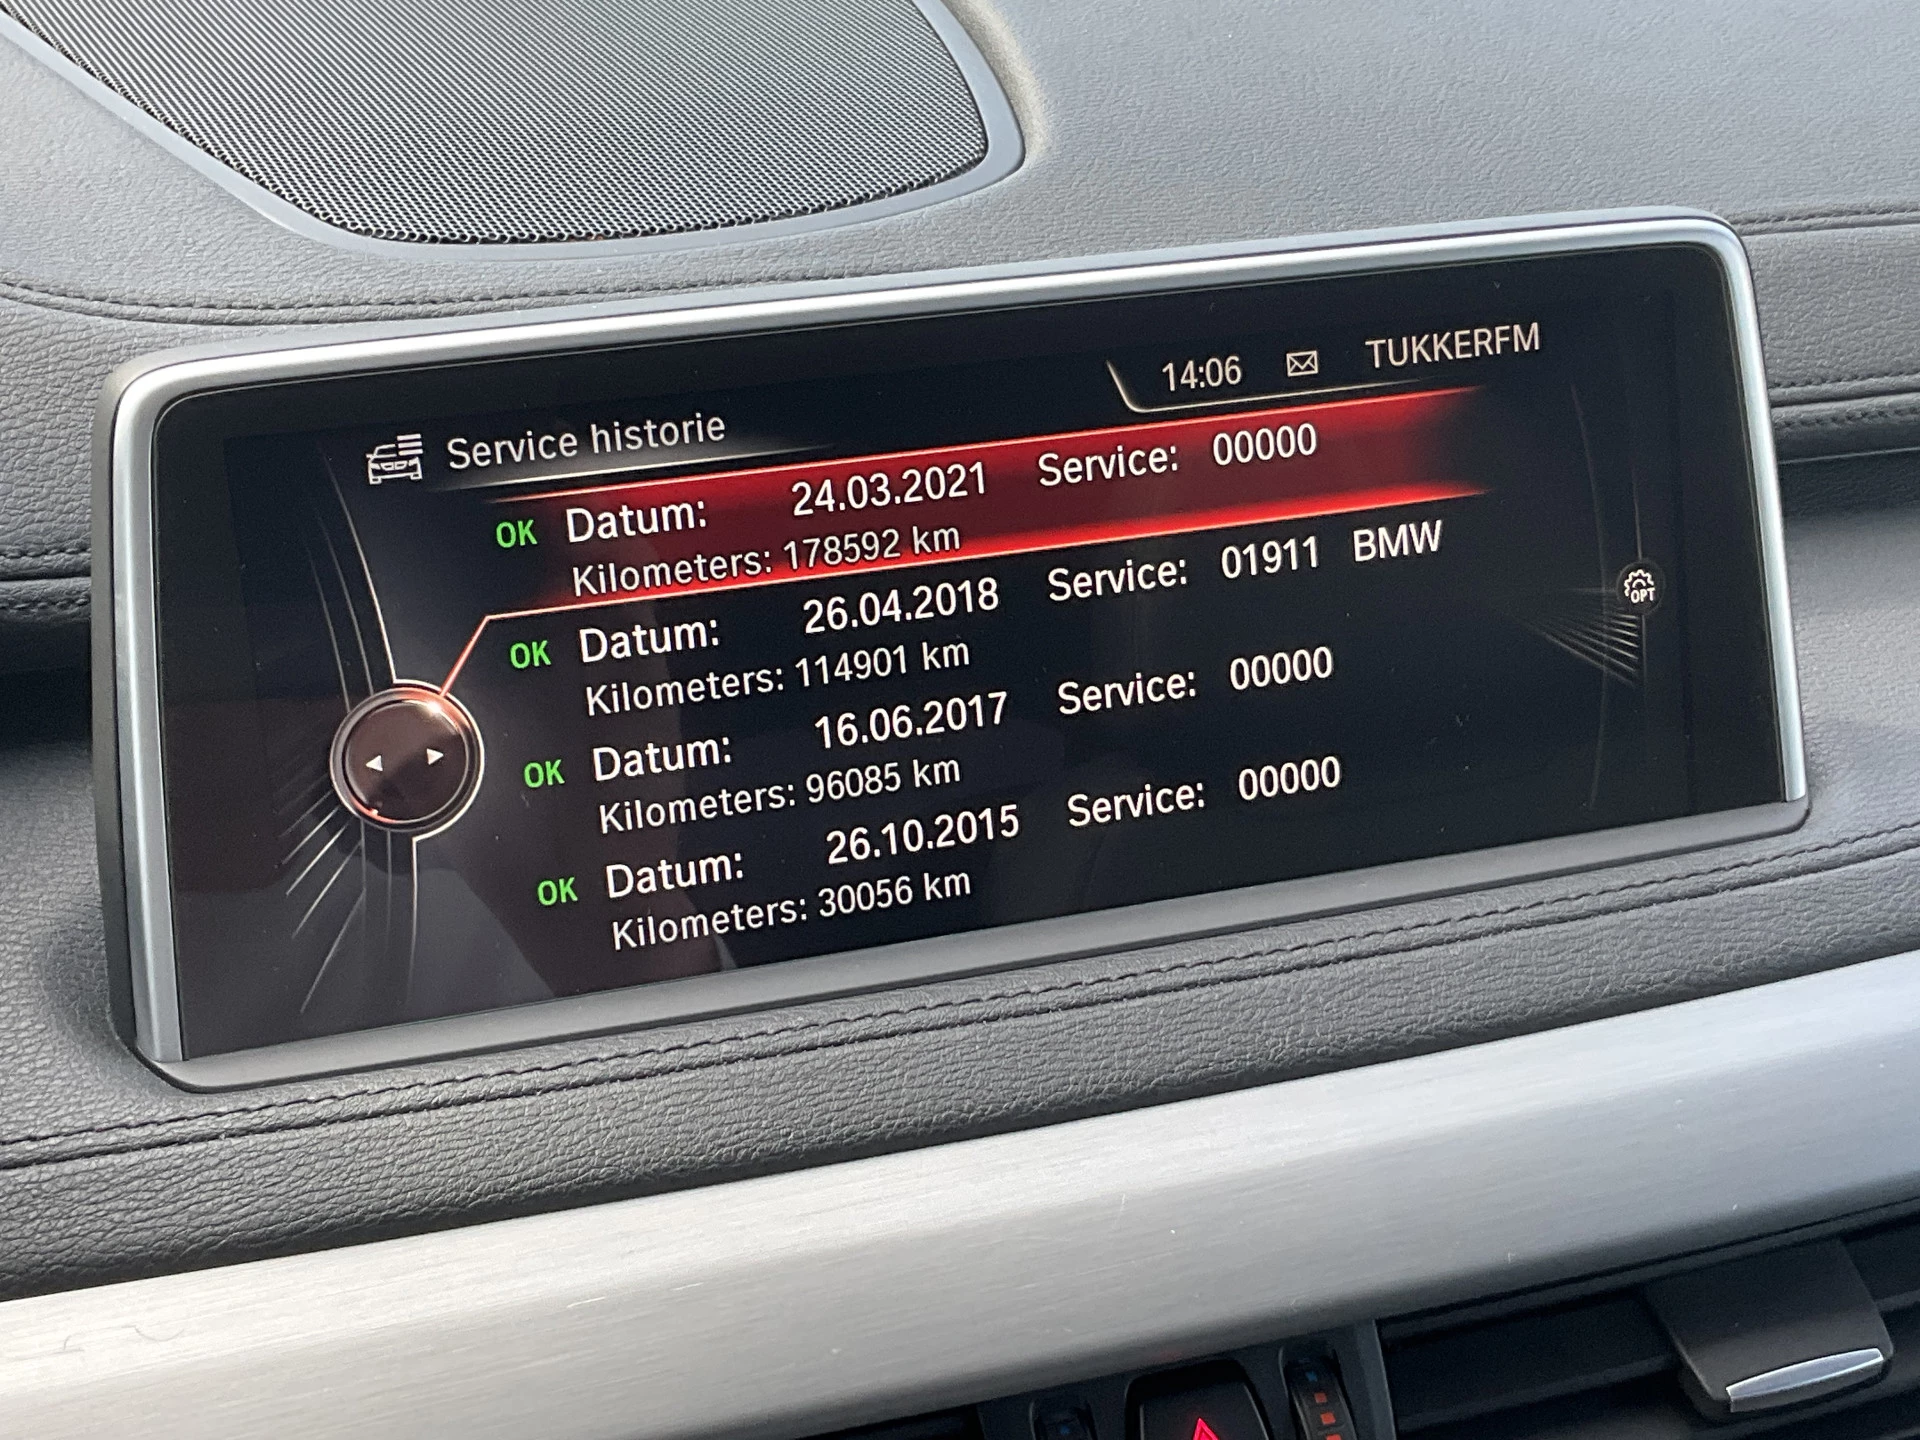 14:06 TUKKERFM
Service historie
OK Datum: 24.03.2021 Service: 00000
Kilometers: 178592 km
OK Datum: 26.04.2018 Service: 01911 BMW
Kilometers: 114901 km
OK Datum: 16.06.2017 Service: 00000
Kilometers: 96085 km
OK Datum: 26.10.2015 Service: 00000
Kilometers: 30056 km
OPT